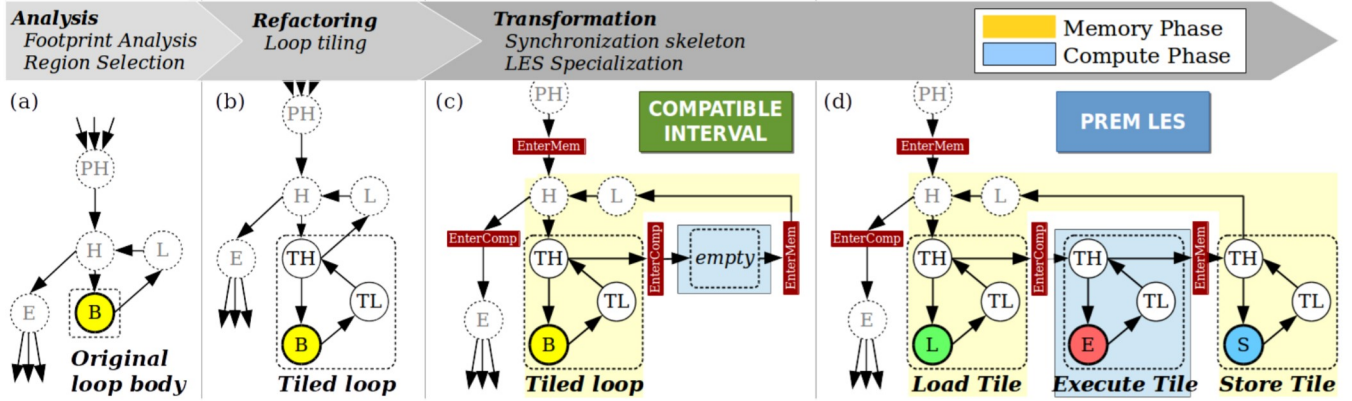 Analysis
Footprint Analysis
Region Selection
Refactoring
Loop tiling
Transformation
Synchronization skeleton
LES Specialization
Memory Phase
Compute Phase
(a)
PH
H
L
E
B
Original
loop body
(b)
PH
H
L
E
TH
TL
B
Tiled loop
(c)
PH
COMPATIBLE
INTERVAL
EnterMem
H
L
EnterComp
E
TH
TL
B
EnterComp
empty
EnterMem
Tiled loop
(d)
PH
PREM LES
EnterMem
H
L
EnterComp
E
TH
TL
L
Load Tile
EnterComp
TH
TL
E
Execute Tile
EnterMem
TH
TL
S
Store Tile